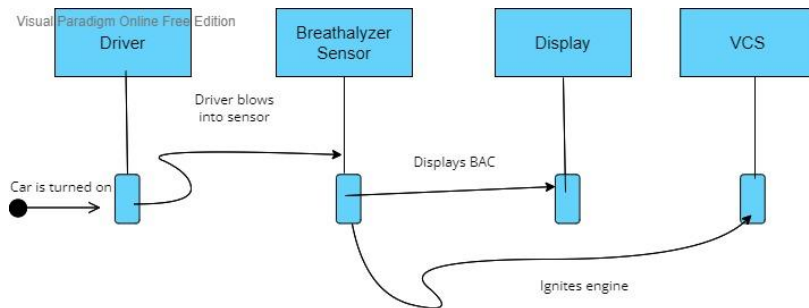 Visual Paradigm Online Free Edition
Driver
Breathalyzer
Sensor
Display
VCS
Driver blows
into sensor
Displays BAC
Car is turned on
Ignites engine